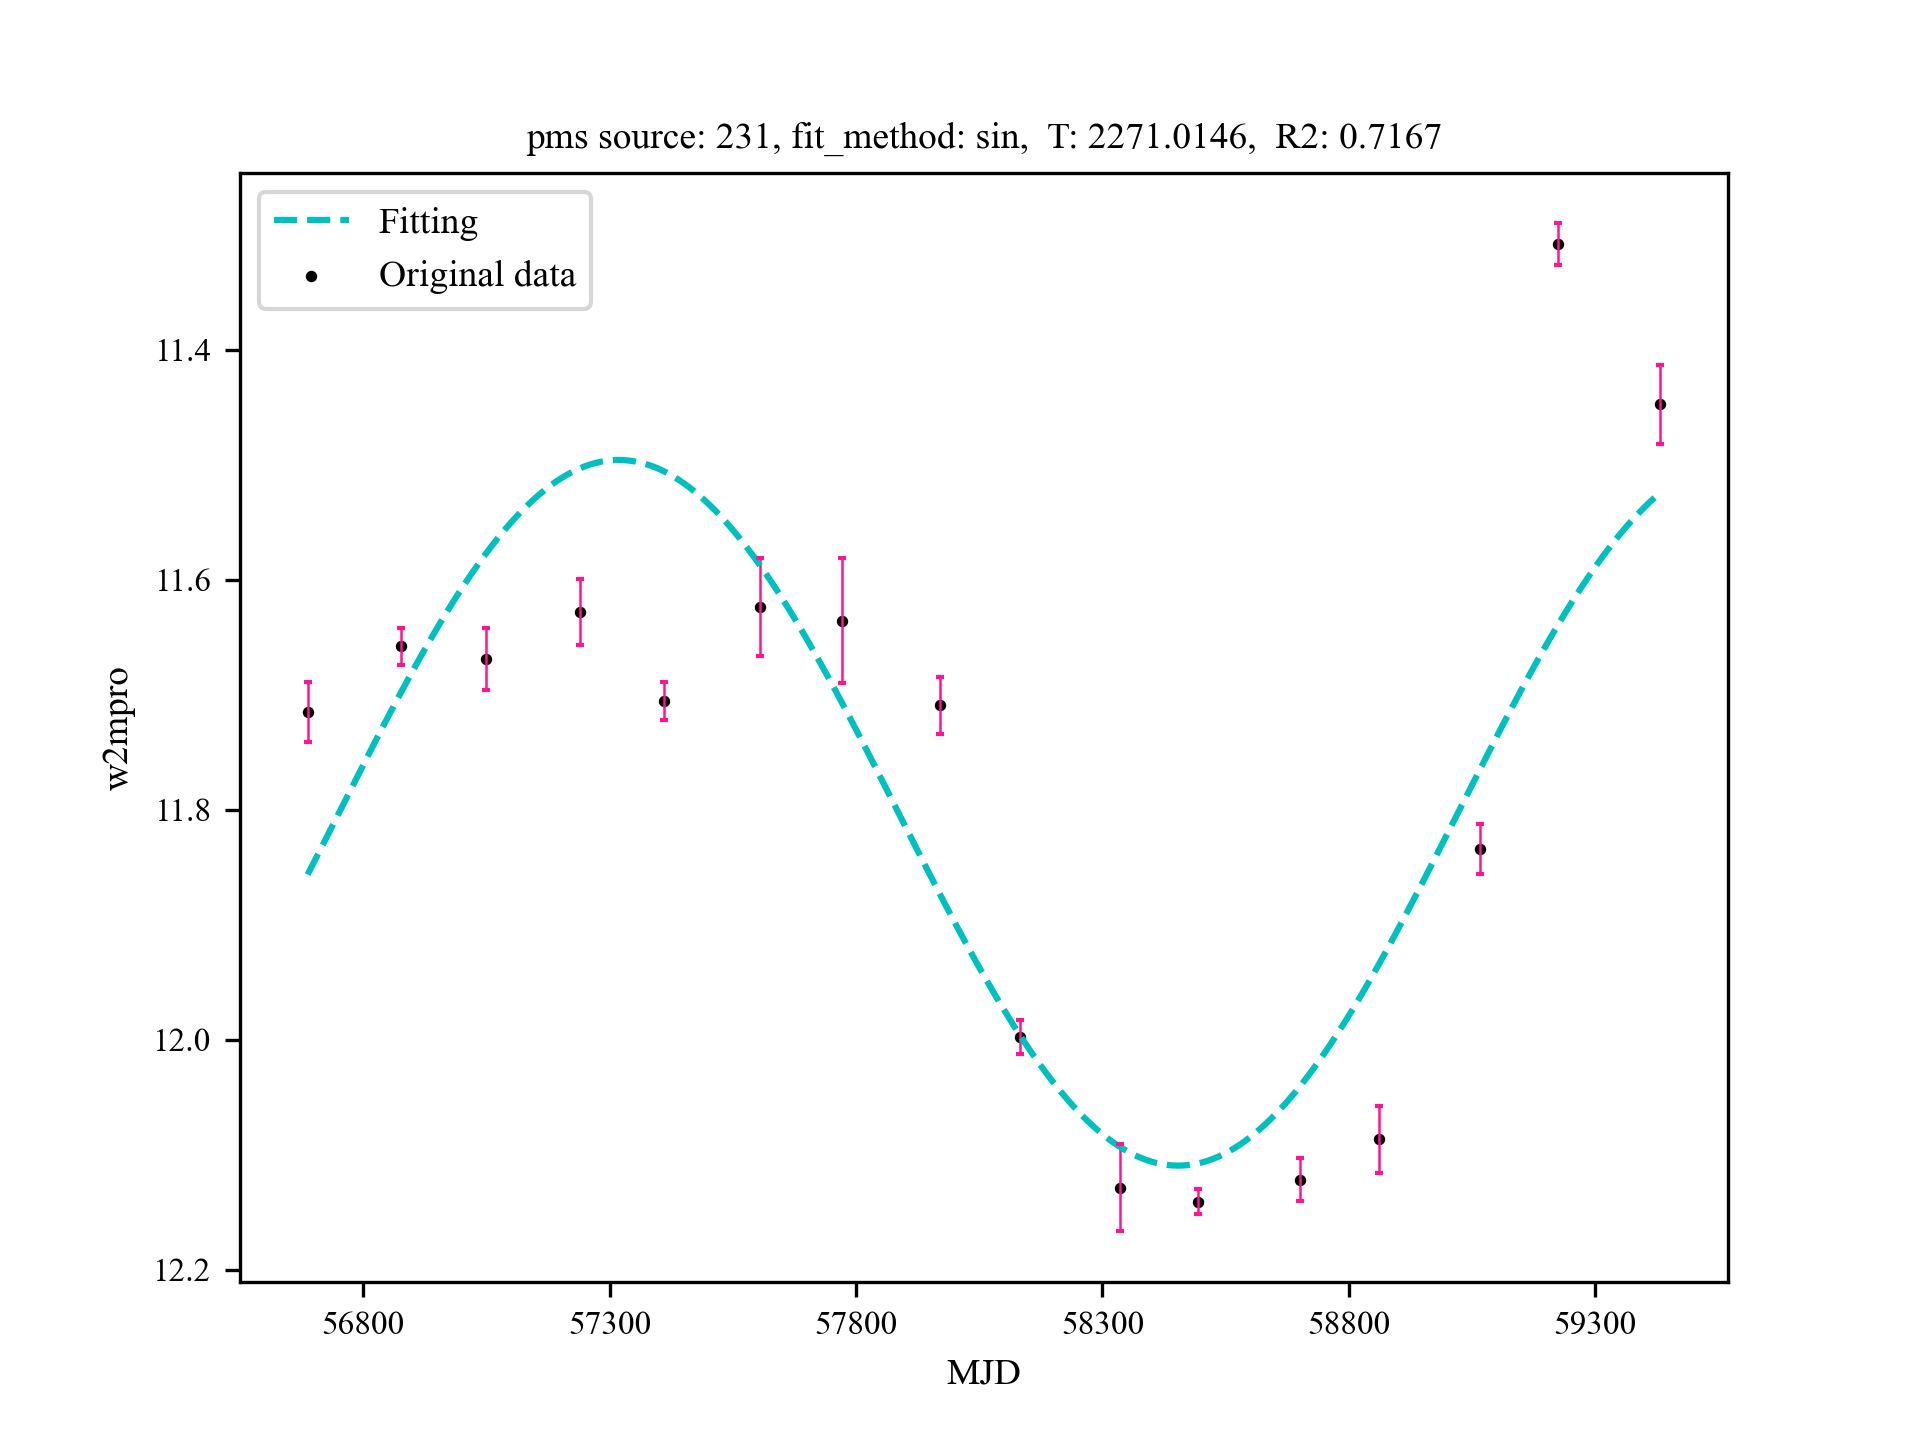 pms source: 231, fit_method: sin,  T: 2271.0146,  R2: 0.7167
Fitting
Original data
11.4
11.6
11.8
12.0
12.2
w2mpro
56800
57300
57800
58300
58800
59300
MJD